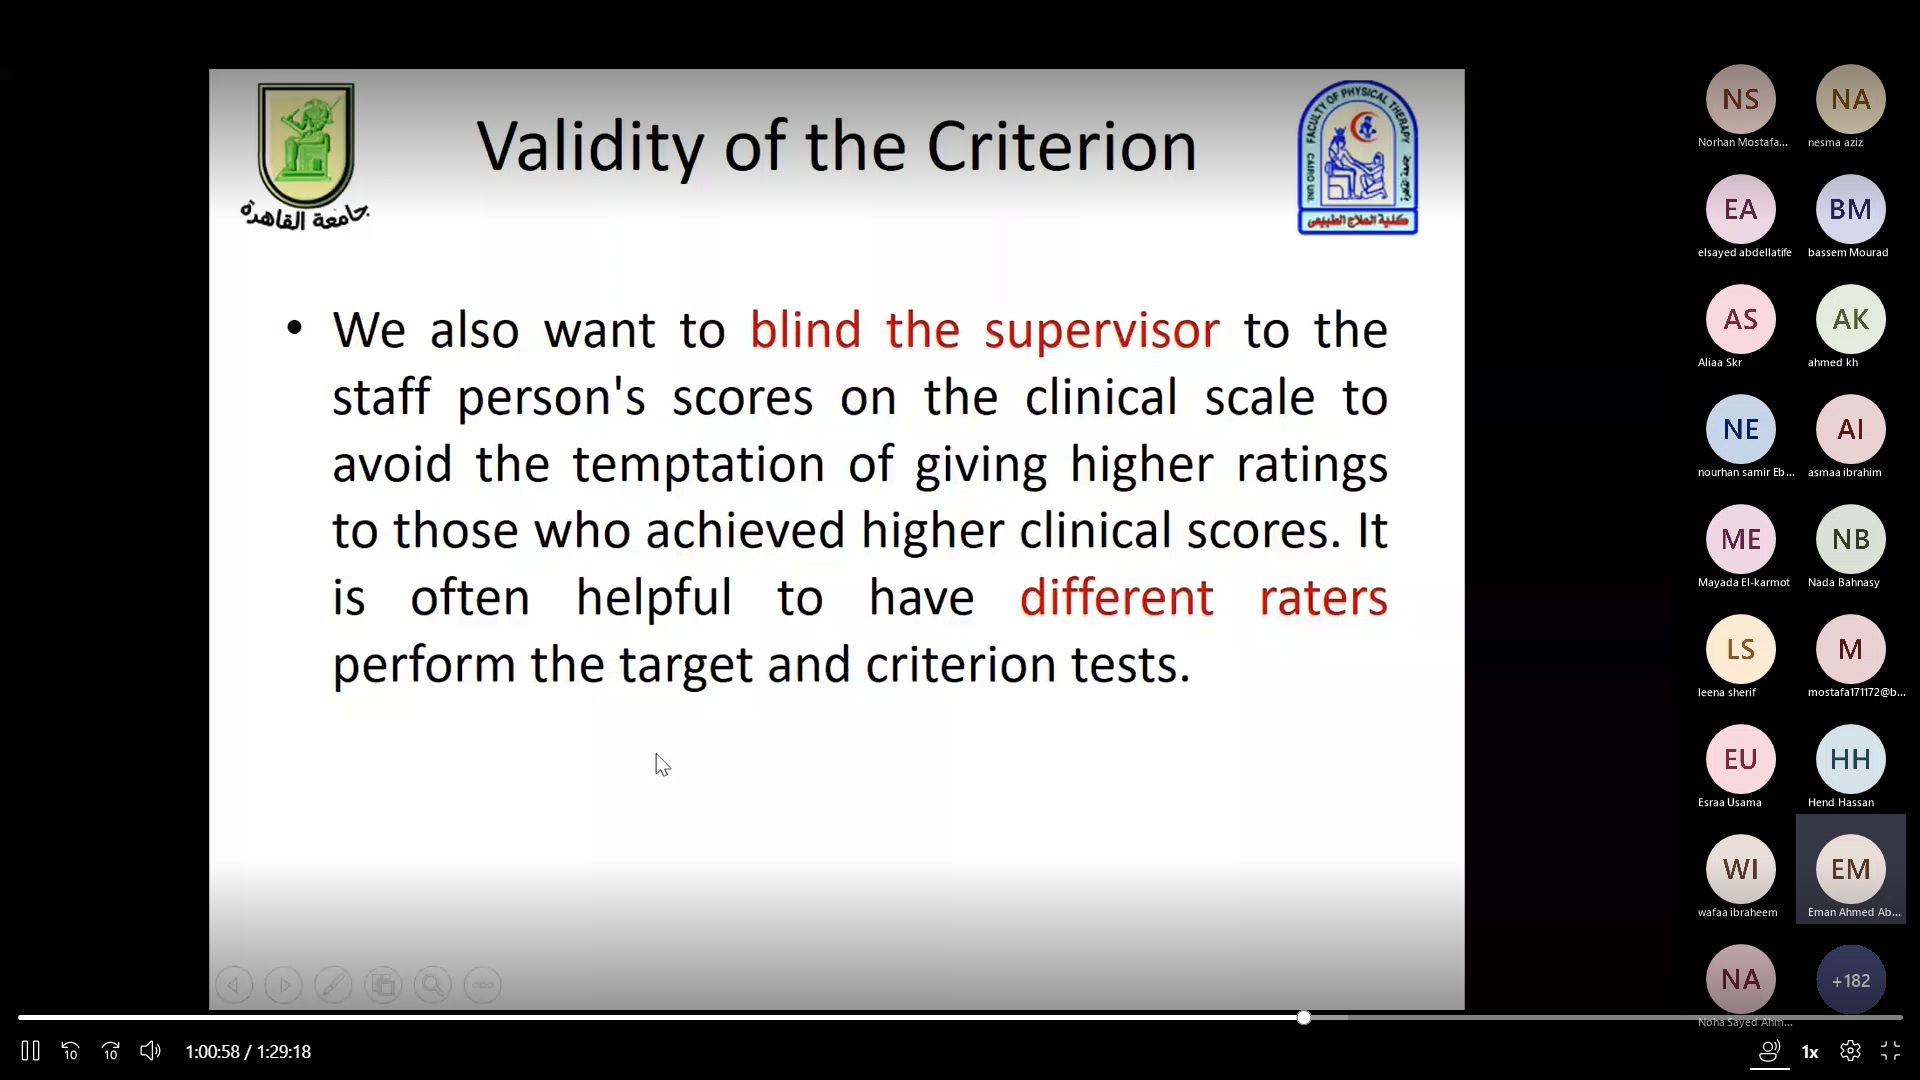 Validity of the Criterion
جامعة القاهرة
FACULTY OF PHYSICAL THERAPY
CAIRO UNI.
كلية العلاج الطبيعي
• We also want to blind the supervisor to the
staff person's scores on the clinical scale to
avoid the temptation of giving higher ratings
to those who achieved higher clinical scores. It
is often helpful to have different raters
perform the target and criterion tests.
NS NA
Norhan Mostafa... nesma aziz
EA BM
elsayed abdellatife bassem Mourad
AS AK
Aliaa Skr ahmed kh
NE AI
nourhan samir Eb... asmaa ibrahim
ME NB
Mayada El-karmot Nada Bahnasy
LS M
leena sherif mostafa171172@b...
EU HH
Esraa Usama Hend Hassan
WI EM
wafaa ibraheem Eman Ahmed Ab...
NA +182
Noha Sayed Ahm...
10 10 1:00:58 / 1:29:18 1x